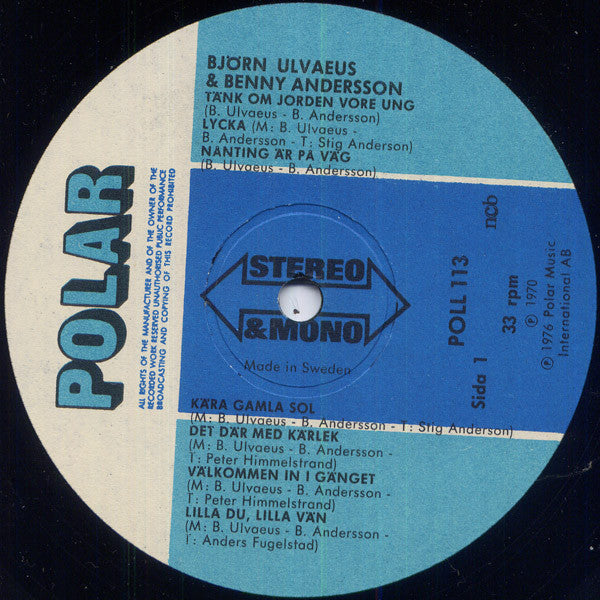 BJÖRN ULVAEUS
& BENNY ANDERSSON
TÄNK OM JORDEN VORE UNG
(B. Ulvaeus - B. Andersson)
LYCKA (M: B. Ulvaeus -
B. Andersson - T: Stig Anderson)
NANTING ÄR PÅ VÄG
(B. Ulvaeus - B. Andersson)
POLAR
ALL RIGHTS OF THE MANUFACTURER AND OF THE OWNER OF THE
RECORDED WORK RESERVED UNAUTHORISED PUBLIC PERFORMANCE
BROADCASTING AND COPYING OF THIS RECORD PROHIBITED
STEREO
& MONO
Made in Sweden
POLL 113
ncb
Sida 1
33 rpm
℗ 1970
℗ 1976 Polar Music
International AB
KÄRA GAMLA SOL
(M: B. Ulvaeus - B. Andersson - T: Stig Anderson)
DET DÄR MED KÄRLEK
(M: B. Ulvaeus - B. Andersson -
T: Peter Himmelstrand)
VÄLKOMMEN IN I GÄNGET
(M: B. Ulvaeus - B. Andersson -
T: Peter Himmelstrand)
LILLA DU, LILLA VÄN
(M: B. Ulvaeus - B. Andersson -
T: Anders Fugelstad)